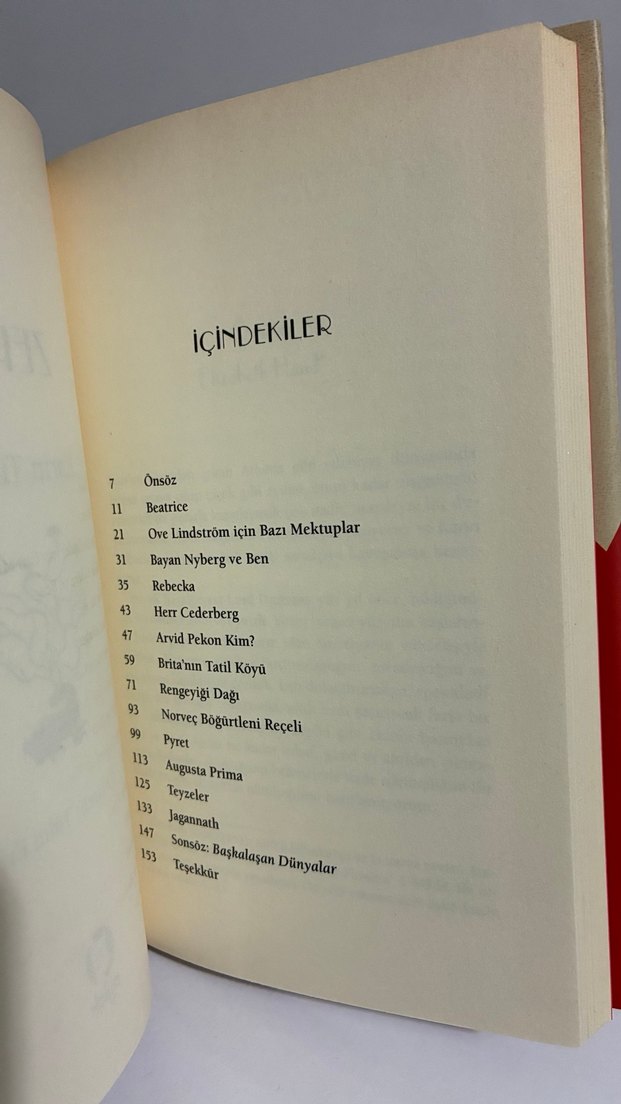 İÇİNDEKİLER
7 Önsöz
11 Beatrice
21 Ove Lindström için Bazı Mektuplar
31 Bayan Nyberg ve Ben
35 Rebecka
43 Herr Cederberg
47 Arvid Pekon Kim?
59 Brita'nın Tatil Köyü
71 Rengeyiği Dağı
93 Norveç Böğürtleni Reçeli
99 Pyret
113 Augusta Prima
125 Teyzeler
133 Jagannath
147 Sonsöz: Başkalaşan Dünyalar
153 Teşekkür